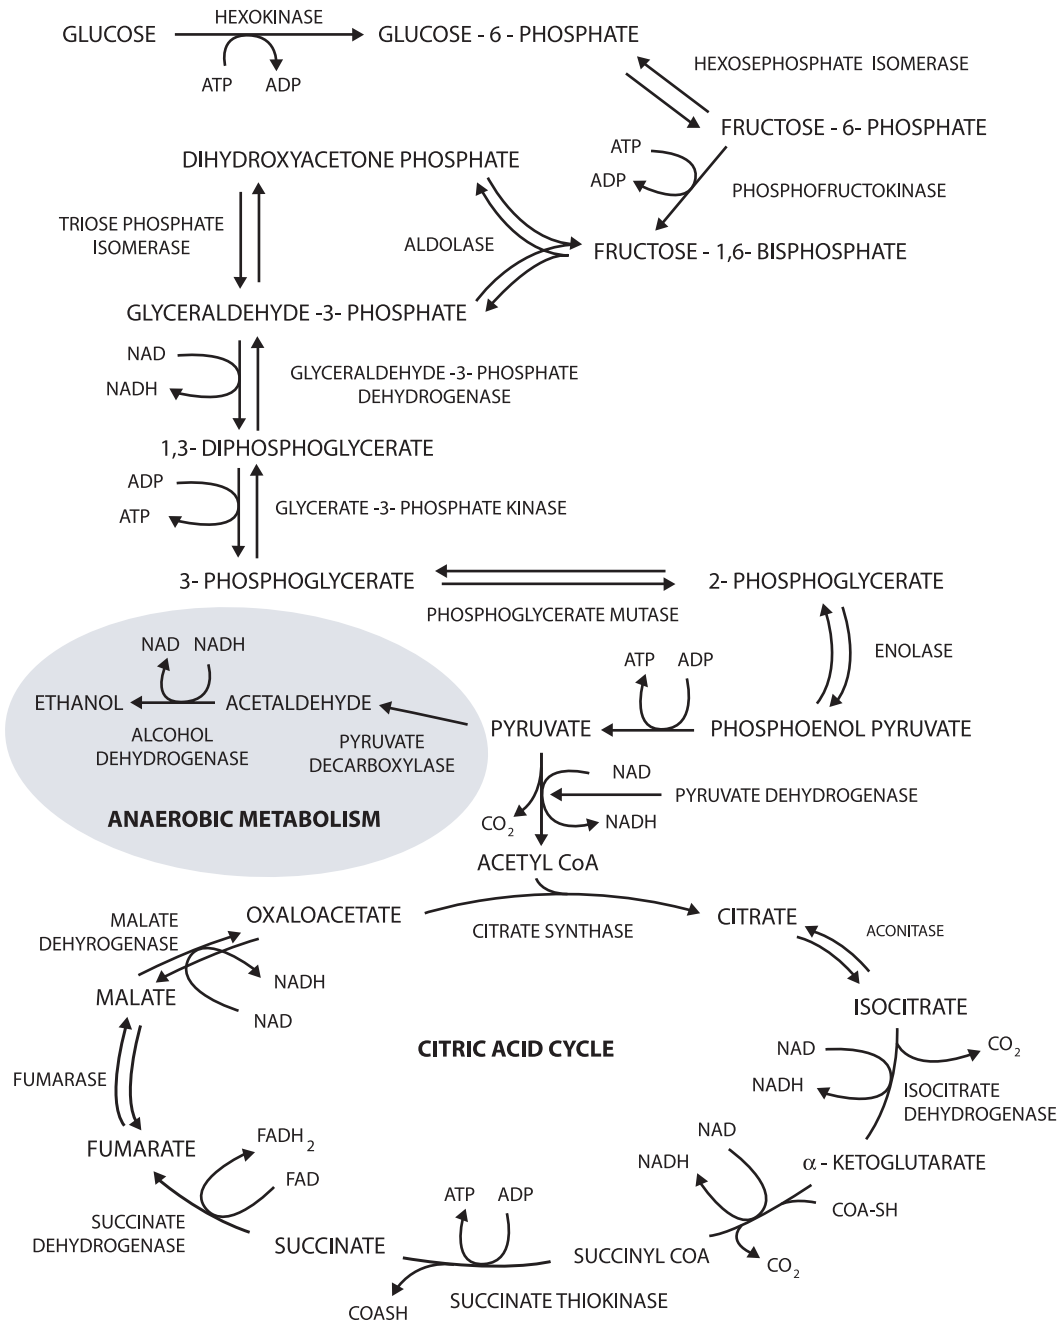 HEXOKINASE
GLUCOSE
GLUCOSE - 6 - PHOSPHATE
ATP
ADP
HEXOSEPHOSPHATE ISOMERASE
FRUCTOSE - 6- PHOSPHATE
ATP
ADP
PHOSPHOFRUCTOKINASE
DIHYDROXYACETONE PHOSPHATE
TRIOSE PHOSPHATE
ISOMERASE
ALDOLASE
FRUCTOSE - 1,6- BISPHOSPHATE
GLYCERALDEHYDE -3- PHOSPHATE
NAD
NADH
GLYCERALDEHYDE -3- PHOSPHATE
DEHYDROGENASE
1,3- DIPHOSPHOGLYCERATE
ADP
ATP
GLYCERATE -3- PHOSPHATE KINASE
3- PHOSPHOGLYCERATE
2- PHOSPHOGLYCERATE
PHOSPHOGLYCERATE MUTASE
ENOLASE
NAD NADH
ATP ADP
ETHANOL
ACETALDEHYDE
PYRUVATE
PHOSPHOENOL PYRUVATE
ALCOHOL
DEHYDROGENASE
PYRUVATE
DECARBOXYLASE
ANAEROBIC METABOLISM
NAD
PYRUVATE DEHYDROGENASE
CO2
NADH
ACETYL CoA
OXALOACETATE
CITRATE SYNTHASE
CITRATE
ACONITASE
MALATE
DEHYROGENASE
NADH
NAD
MALATE
ISOCITRATE
CITRIC ACID CYCLE
NAD
NADH
CO2
ISOCITRATE
DEHYDROGENASE
FUMARASE
FUMARATE
FADH2
FAD
NAD
NADH
α - KETOGLUTARATE
COA-SH
SUCCINATE
DEHYDROGENASE
SUCCINATE
ATP ADP
SUCCINYL COA
CO2
COASH
SUCCINATE THIOKINASE